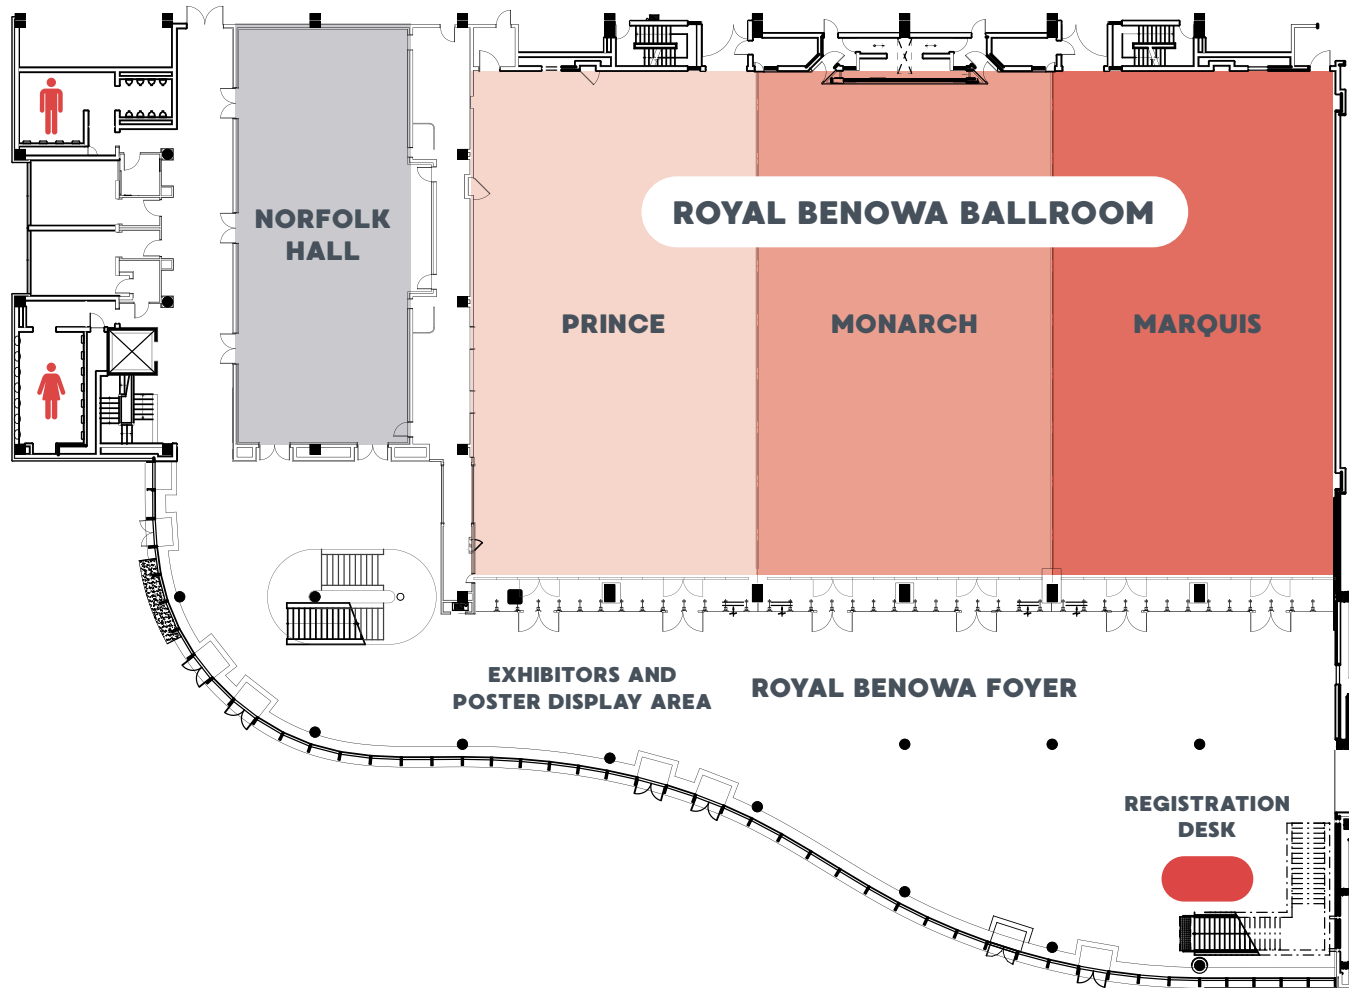 ROYAL BENOWA BALLROOM
NORFOLK
HALL
PRINCE
MONARCH
MARQUIS
EXHIBITORS AND
POSTER DISPLAY AREA
ROYAL BENOWA FOYER
REGISTRATION
DESK